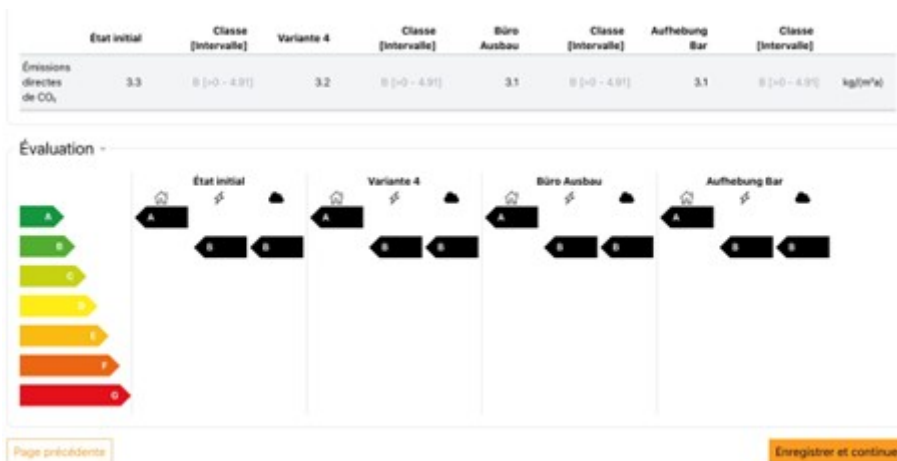 État initial Classe [Intervalle] Variante 4 Classe [Intervalle] Büro Ausbau Classe [Intervalle] Aufhebung Bar Classe [Intervalle]
Émissions directes de CO₂ 3.3 B [>0 - 4.91] 3.2 B [>0 - 4.91] 3.1 B [>0 - 4.91] 3.1 B [>0 - 4.91] kg/(m²a)
Évaluation
État initial Variante 4 Büro Ausbau Aufhebung Bar
A A A A A
B B B B B B B B B
C
D
E
F
G
Page précédente Enregistrer et continue